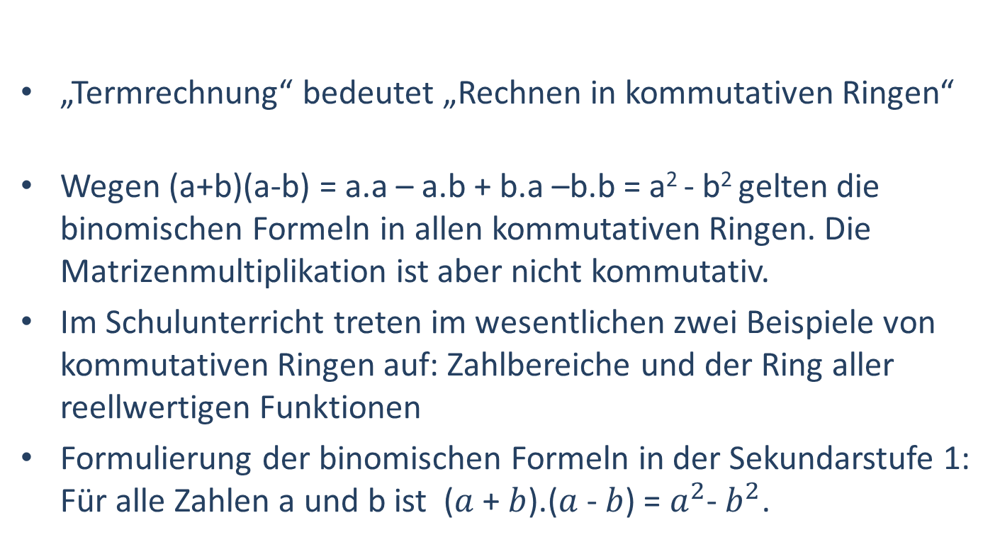 • „Termrechnung“ bedeutet „Rechnen in kommutativen Ringen“
• Wegen (a+b)(a-b) = a.a – a.b + b.a –b.b = a² - b² gelten die
binomischen Formeln in allen kommutativen Ringen. Die
Matrizenmultiplikation ist aber nicht kommutativ.
• Im Schulunterricht treten im wesentlichen zwei Beispiele von
kommutativen Ringen auf: Zahlbereiche und der Ring aller
reellwertigen Funktionen
• Formulierung der binomischen Formeln in der Sekundarstufe 1:
Für alle Zahlen a und b ist (𝑎 + 𝑏).(𝑎 - 𝑏) = 𝑎²- 𝑏².